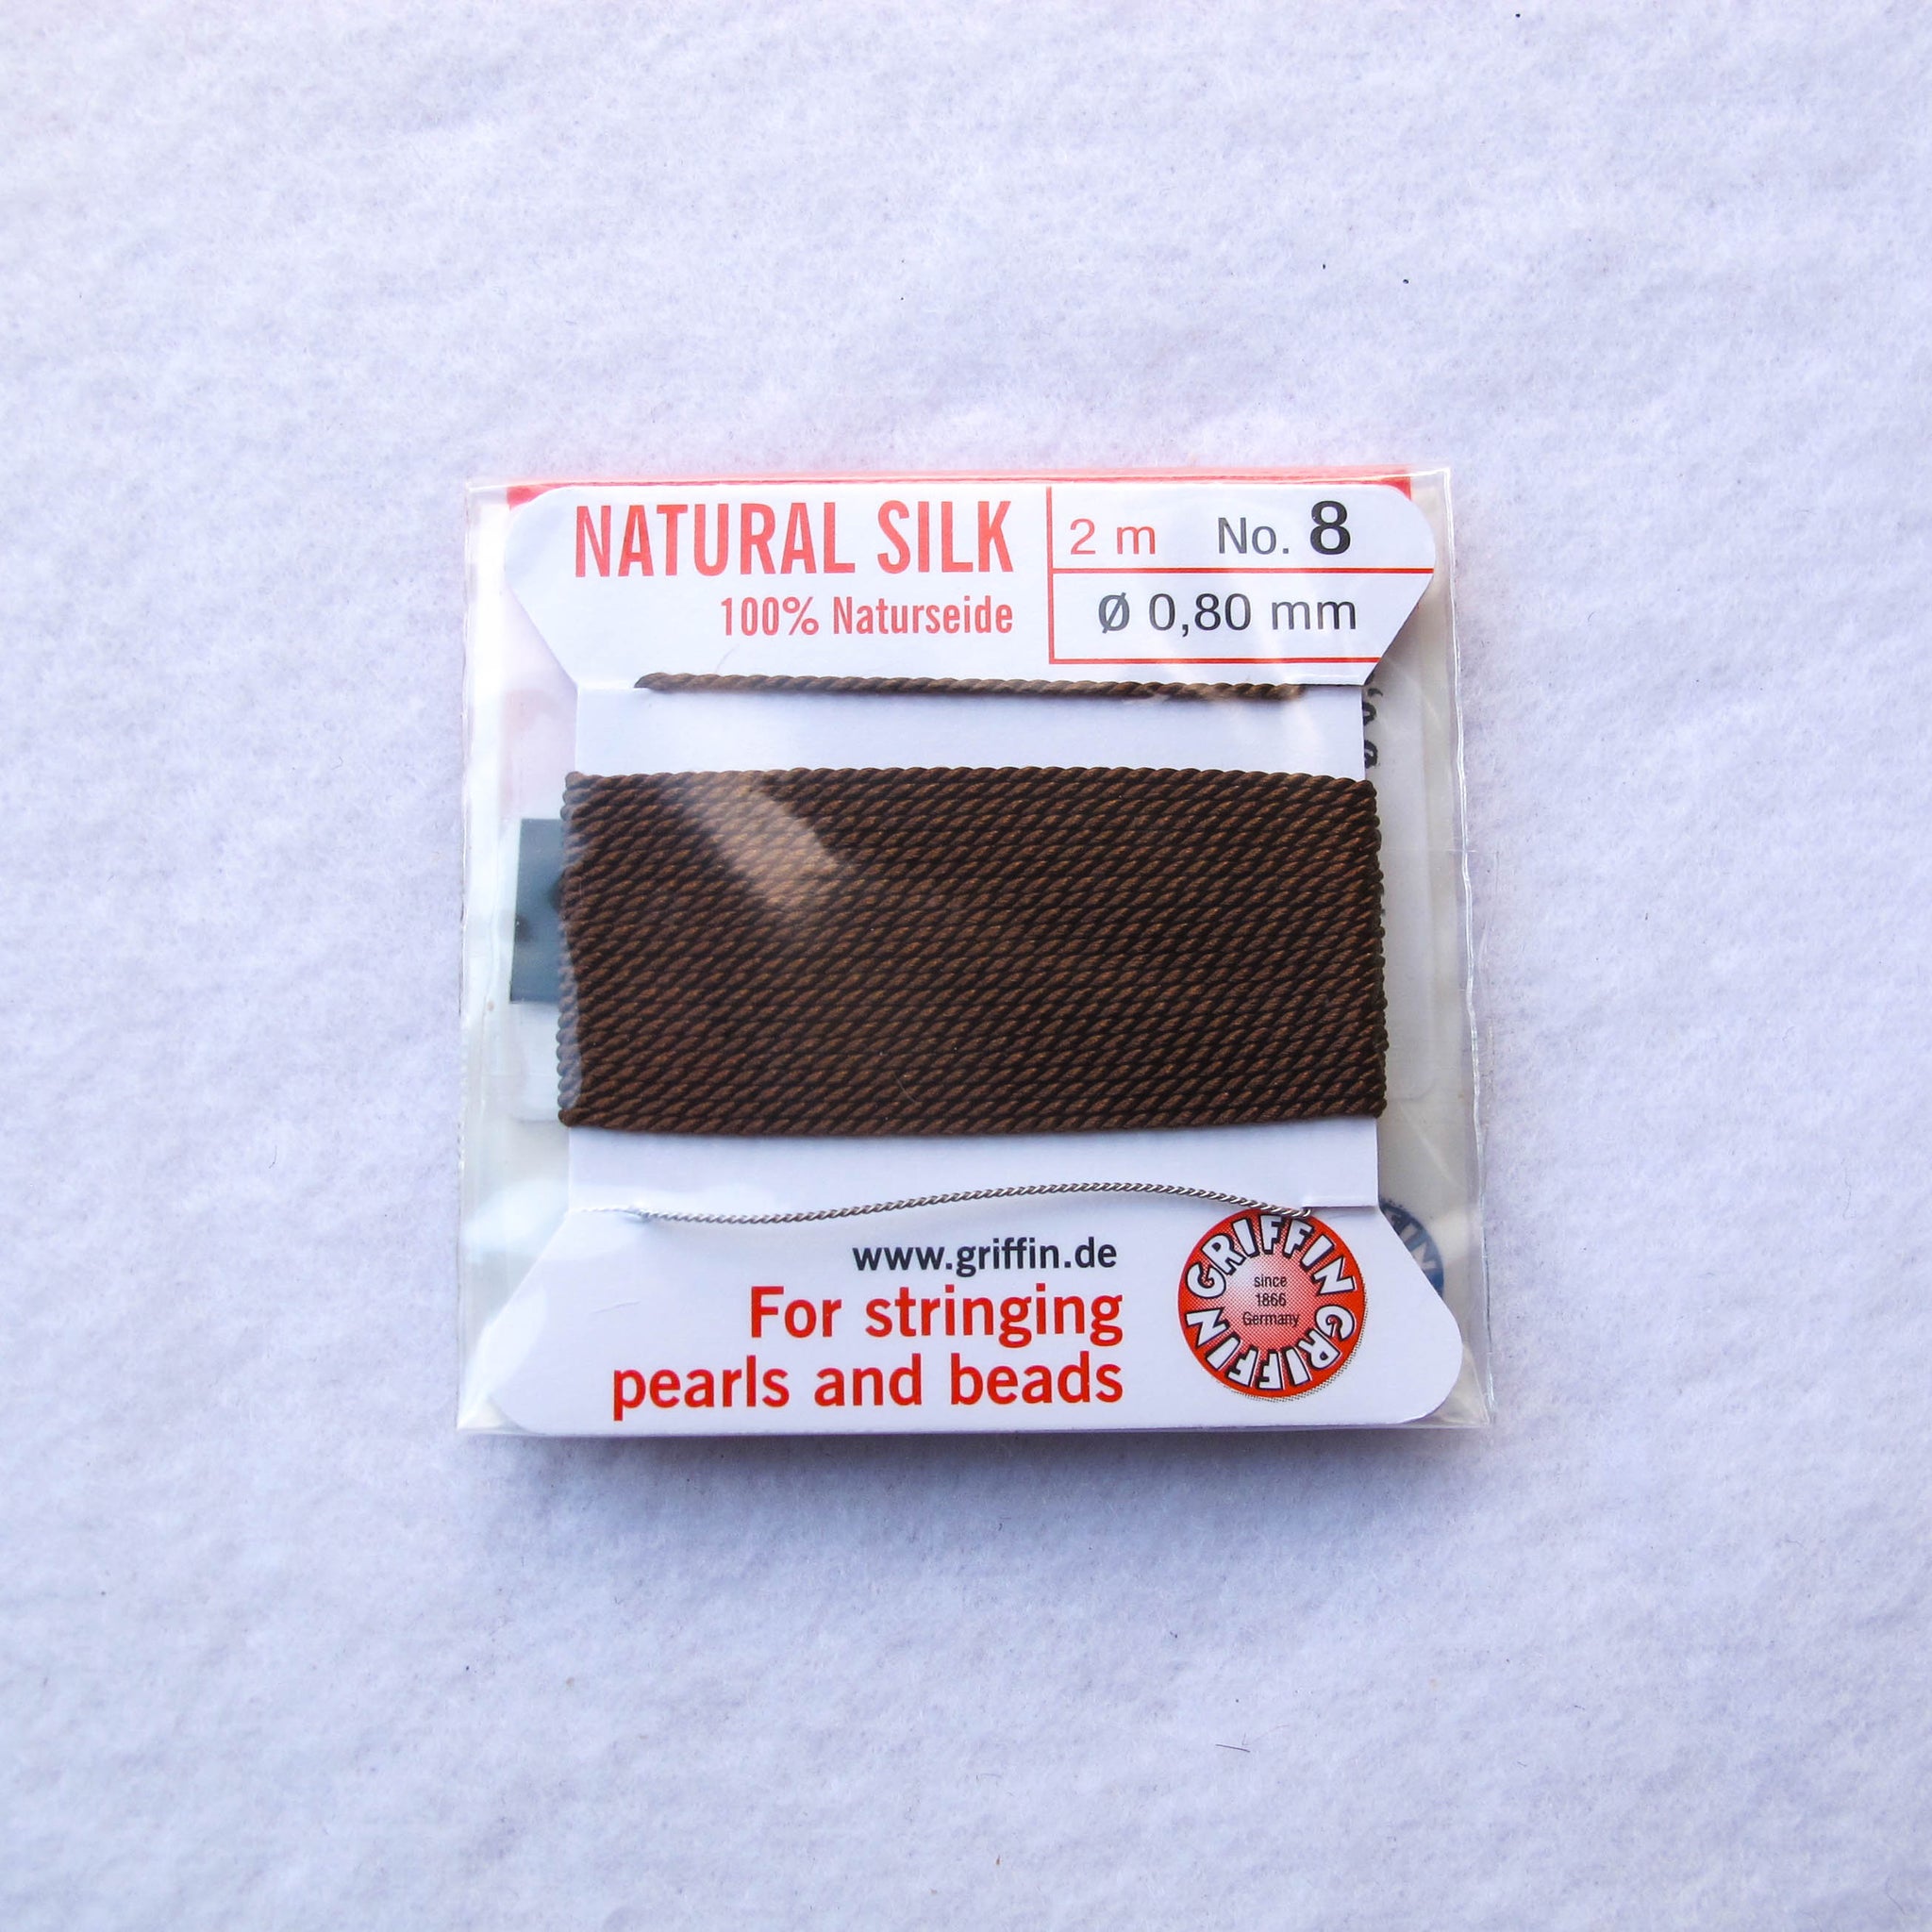 NATURAL SILK
100% Naturseide
2 m No. 8
Ø 0,80 mm
www.griffin.de
For stringing
pearls and beads
GRIFFIN GRIFFIN GRIFFIN
since
1866
Germany